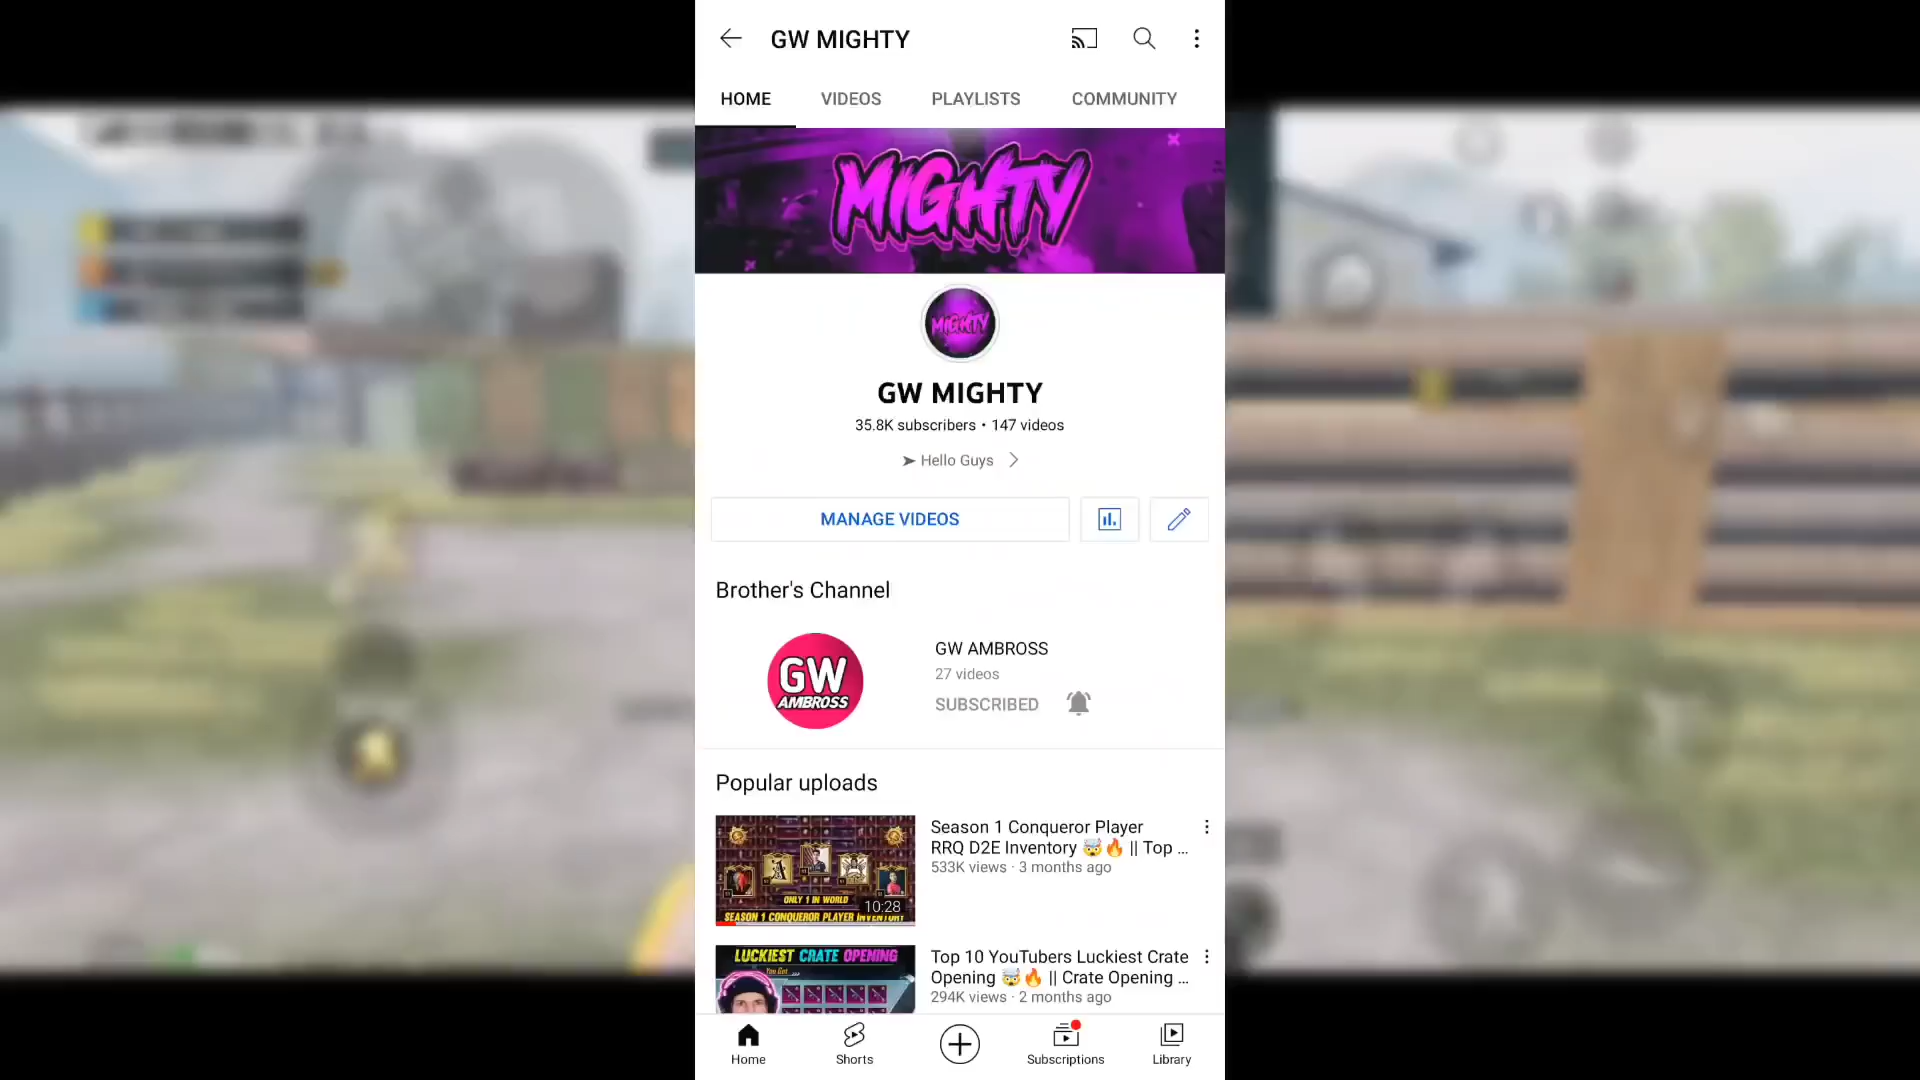 GW MIGHTY
HOME VIDEOS PLAYLISTS COMMUNITY
MIGHTY
MIGHTY
GW MIGHTY
35.8K subscribers • 147 videos
➤ Hello Guys
MANAGE VIDEOS
Brother's Channel
GW AMBROSS
GW AMBROSS
27 videos
SUBSCRIBED
Popular uploads
ONLY 1 IN WORLD
10:28
SEASON 1 CONQUEROR PLAYER INVENTORY
Season 1 Conqueror Player
RRQ D2E Inventory 🤯🔥 || Top ...
533K views · 3 months ago
LUCKIEST CRATE OPENING
You Got
Top 10 YouTubers Luckiest Crate
Opening 🤯🔥 || Crate Opening ...
294K views · 2 months ago
Home Shorts Subscriptions Library